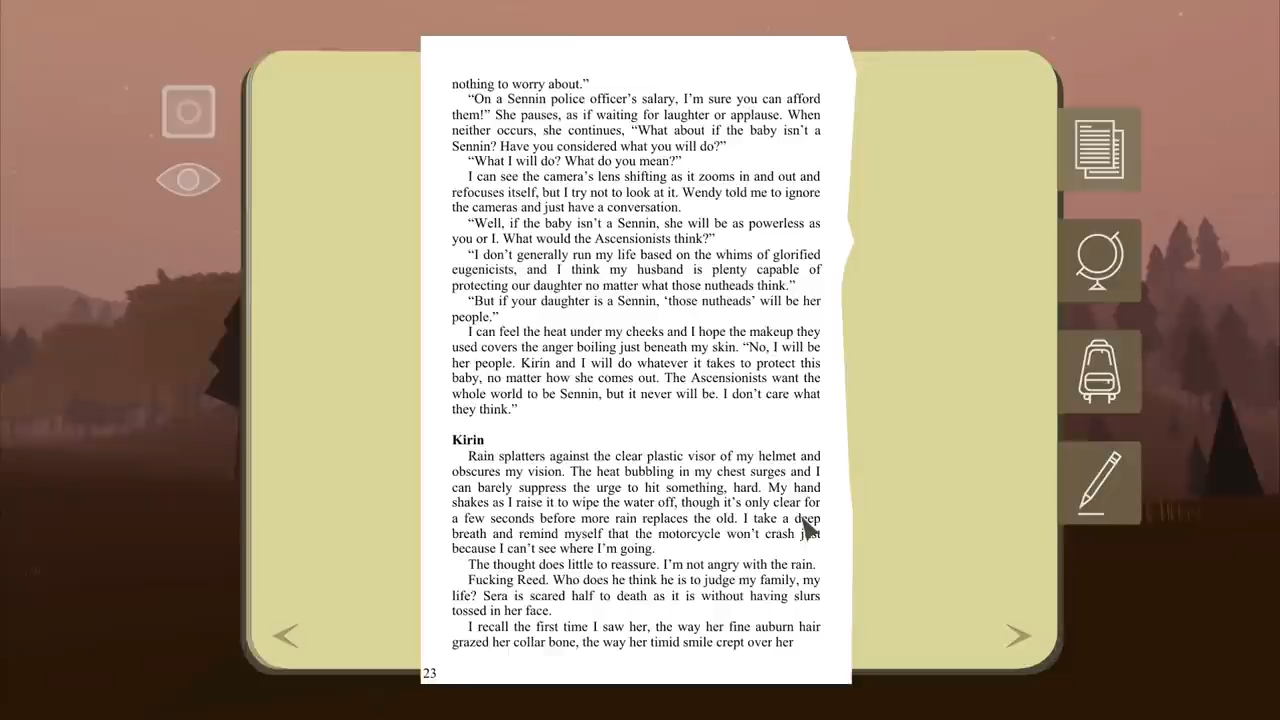 nothing to worry about.”
“On a Sennin police officer’s salary, I’m sure you can afford
them!” She pauses, as if waiting for laughter or applause. When
neither occurs, she continues, “What about if the baby isn’t a
Sennin? Have you considered what you will do?”
“What I will do? What do you mean?”
I can see the camera’s lens shifting as it zooms in and out and
refocuses itself, but I try not to look at it. Wendy told me to ignore
the cameras and just have a conversation.
“Well, if the baby isn’t a Sennin, she will be as powerless as
you or I. What would the Ascensionists think?”
“I don’t generally run my life based on the whims of glorified
eugenicists, and I think my husband is plenty capable of
protecting our daughter no matter what those nutheads think.”
“But if your daughter is a Sennin, ‘those nutheads’ will be her
people.”
I can feel the heat under my cheeks and I hope the makeup they
used covers the anger boiling just beneath my skin. “No, I will be
her people. Kirin and I will do whatever it takes to protect this
baby, no matter how she comes out. The Ascensionists want the
whole world to be Sennin, but it never will be. I don’t care what
they think.”
Kirin
Rain splatters against the clear plastic visor of my helmet and
obscures my vision. The heat bubbling in my chest surges and I
can barely suppress the urge to hit something, hard. My hand
shakes as I raise it to wipe the water off, though it’s only clear for
a few seconds before more rain replaces the old. I take a deep
breath and remind myself that the motorcycle won’t crash just
because I can’t see where I’m going.
The thought does little to reassure. I’m not angry with the rain.
Fucking Reed. Who does he think he is to judge my family, my
life? Sera is scared half to death as it is without having slurs
tossed in her face.
I recall the first time I saw her, the way her fine auburn hair
grazed her collar bone, the way her timid smile crept over her
23